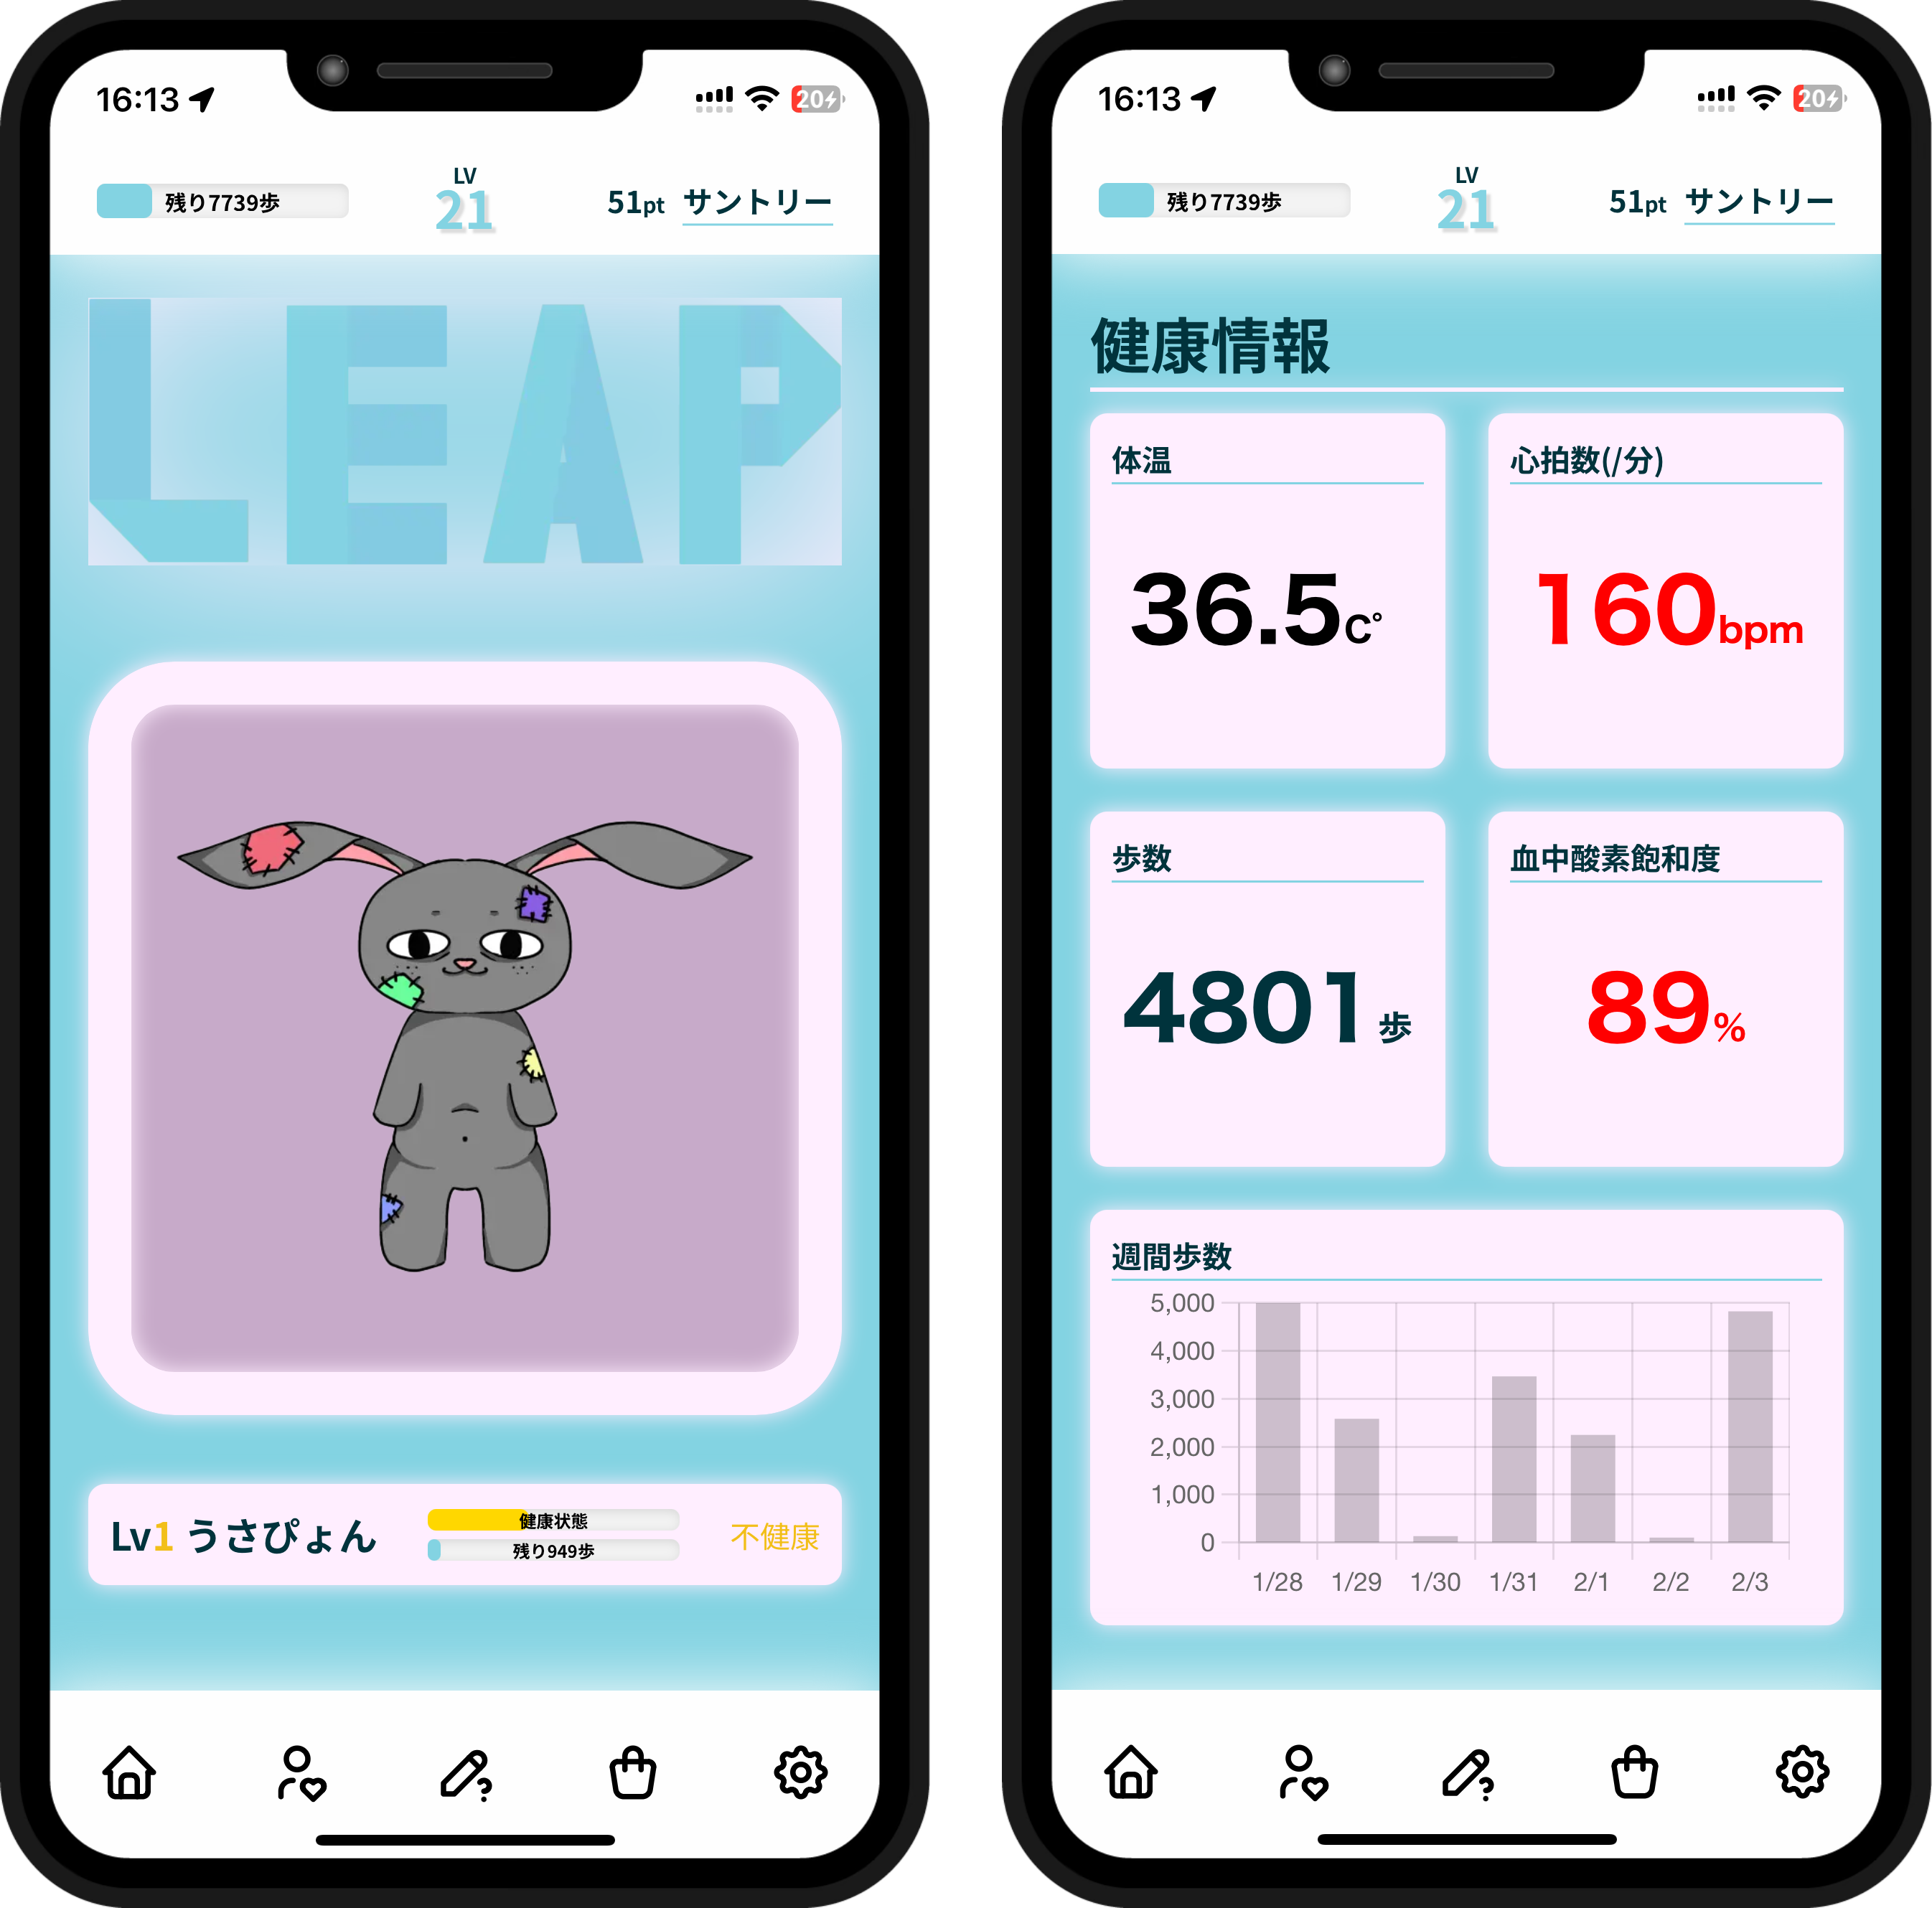 16:13
20
残り7739歩
LV
21
51pt サントリー
LEAP
Lv1 うさぴょん
健康状態
残り949歩
不健康
16:13
20
残り7739歩
LV
21
51pt サントリー
健康情報
体温
36.5C°
心拍数(/分)
160bpm
歩数
4801 歩
血中酸素飽和度
89%
週間歩数
5,000
4,000
3,000
2,000
1,000
0
1/28 1/29 1/30 1/31 2/1 2/2 2/3